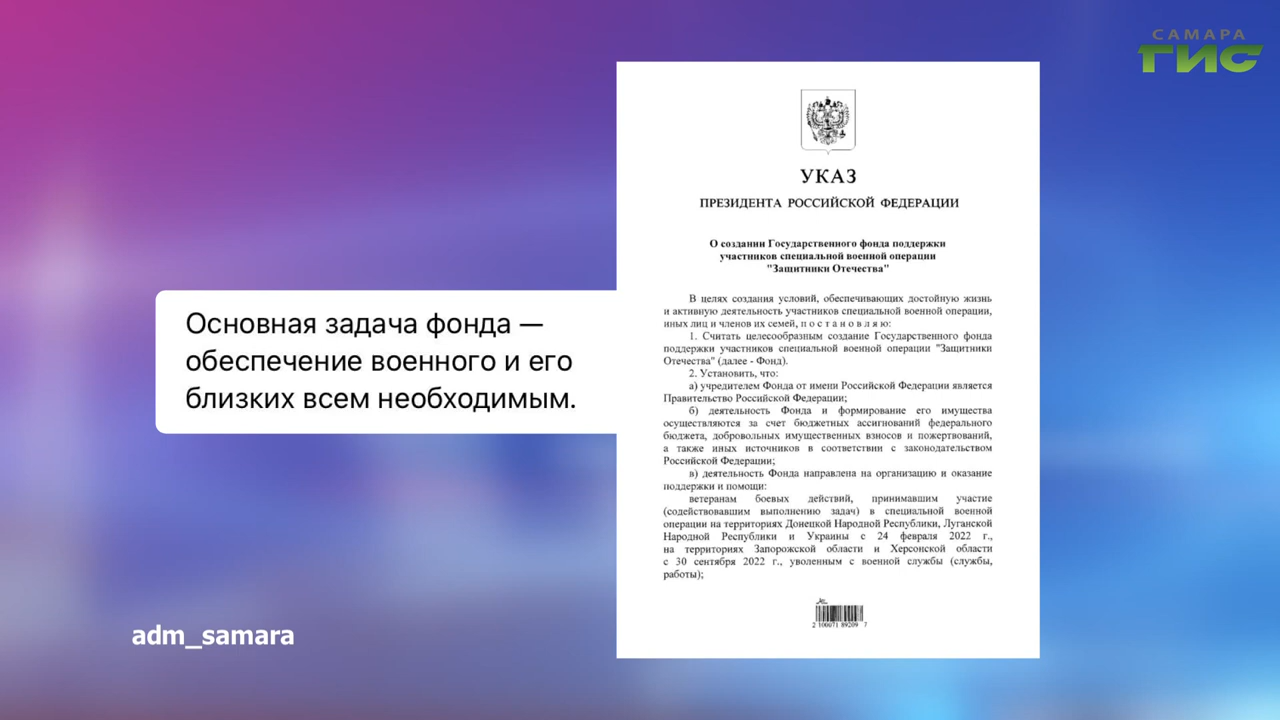 САМАРА
ГИС
Основная задача фонда —
обеспечение военного и его
близких всем необходимым.
adm_samara
УКАЗ
ПРЕЗИДЕНТА РОССИЙСКОЙ ФЕДЕРАЦИИ
О создании Государственного фонда поддержки
участников специальной военной операции
"Защитники Отечества"
В целях создания условий, обеспечивающих достойную жизнь
и активную деятельность участников специальной военной операции,
иных лиц и членов их семей, п о с т а н о в л я ю:
1. Считать целесообразным создание Государственного фонда
поддержки участников специальной военной операции "Защитники
Отечества" (далее - Фонд).
2. Установить, что:
а) учредителем Фонда от имени Российской Федерации является
Правительство Российской Федерации;
б) деятельность Фонда и формирование его имущества
осуществляются за счет бюджетных ассигнований федерального
бюджета, добровольных имущественных взносов и пожертвований,
а также иных источников в соответствии с законодательством
Российской Федерации;
в) деятельность Фонда направлена на организацию и оказание
поддержки и помощи:
ветеранам боевых действий, принимавшим участие
(содействовавшим выполнению задач) в специальной военной
операции на территориях Донецкой Народной Республики, Луганской
Народной Республики и Украины с 24 февраля 2022 г.,
на территориях Запорожской области и Херсонской области
с 30 сентября 2022 г., уволенным с военной службы (службы,
работы);
2 100071 89209 7